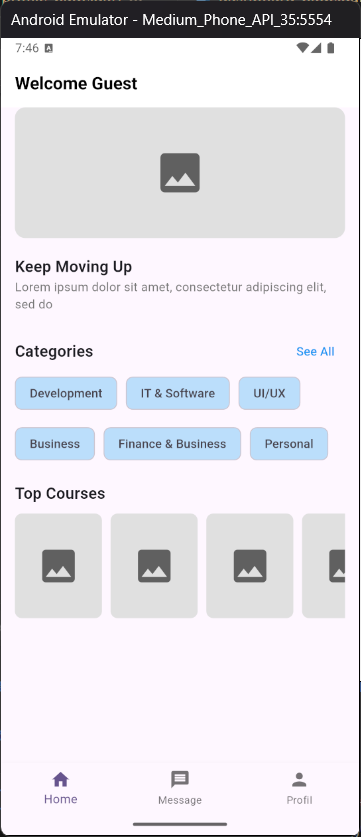 Android Emulator - Medium_Phone_API_35:5554
7:46 A
Welcome Guest
Keep Moving Up
Lorem ipsum dolor sit amet, consectetur adipiscing elit,
sed do
Categories See All
Development IT & Software UI/UX
Business Finance & Business Personal
Top Courses
Home Message Profil